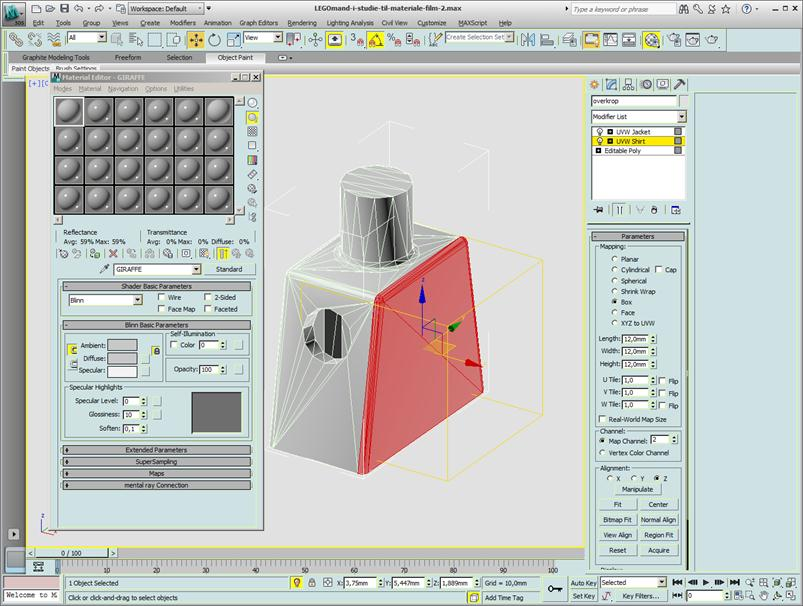 LEGOmand-i-studie-til-materiale-film-2.max
Workspace: Default
Type a keyword or phrase
Edit Tools Group Views Create Modifiers Animation Graph Editors Rendering Lighting Analysis Civil View Customize MAXScript Help
All View Create Selection Set
Graphite Modeling Tools Freeform Selection Object Paint
Paint Objects Brush Settings
Material Editor - GIRAFFE
Modes Material Navigation Options Utilities
Reflectance Transmittance
Avg: 59% Max: 59% Avg: 0% Max: 0% Diffuse: 0%
GIRAFFE Standard
Shader Basic Parameters
Blinn Wire 2-Sided
Face Map Faceted
Blinn Basic Parameters
Self-Illumination
Ambient: Color 0
Diffuse:
Specular: Opacity: 100
Specular Highlights
Specular Level: 0
Glossiness: 10
Soften: 0,1
Extended Parameters
SuperSampling
Maps
mental ray Connection
z
x
y
overkrop
Modifier List
UVW Jacket
UVW Shirt
Editable Poly
Parameters
Mapping:
Planar
Cylindrical Cap
Spherical
Shrink Wrap
Box
Face
XYZ to UVW
Length: 12,0mm
Width: 12,0mm
Height: 12,0mm
U Tile: 1,0 Flip
V Tile: 1,0 Flip
W Tile: 1,0 Flip
Real-World Map Size
Channel:
Map Channel: 2
Vertex Color Channel
Alignment:
X Y Z
Manipulate
Fit Center
Bitmap Fit Normal Align
View Align Region Fit
Reset Acquire
0 / 100
0 10 20 30 40 50 60 70 80 90 100
1 Object Selected X: 3,75mm Y: 5,447mm Z: 1,889mm Grid = 10,0mm Auto Key Selected
Welcome to M Click or click-and-drag to select objects Add Time Tag Set Key Key Filters... 0